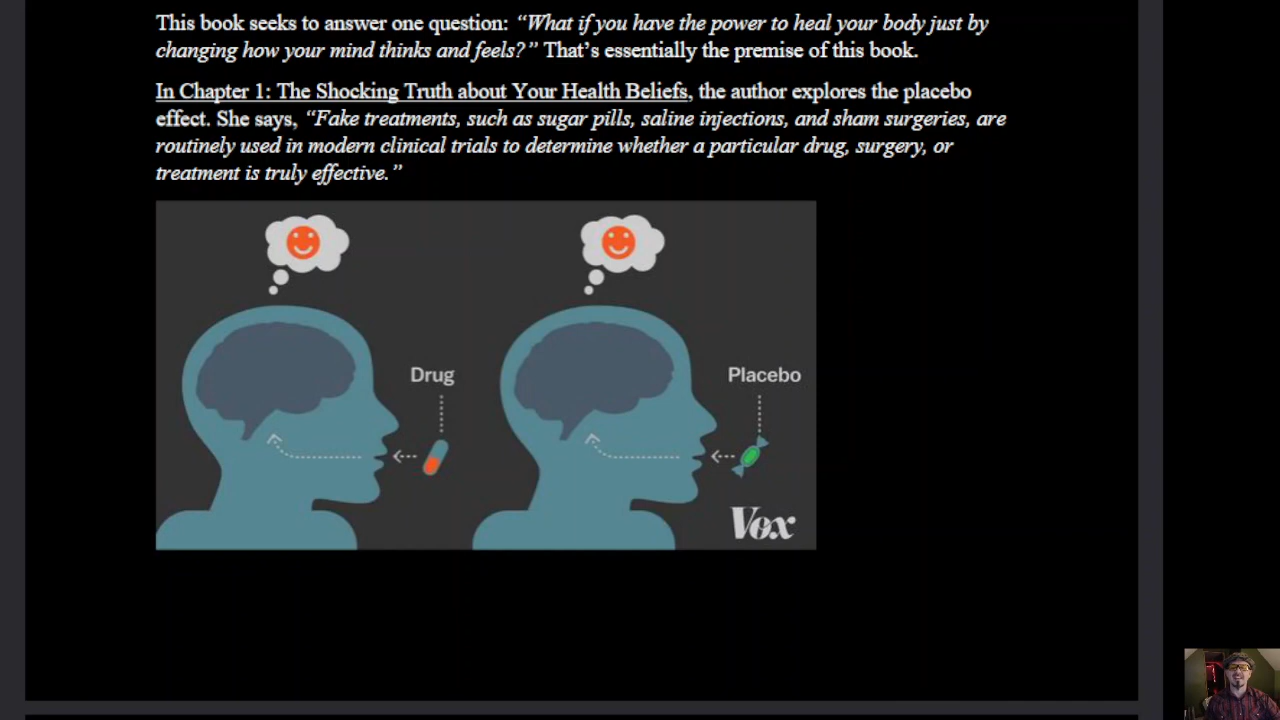 This book seeks to answer one question: “What if you have the power to heal your body just by
changing how your mind thinks and feels?” That’s essentially the premise of this book.
In Chapter 1: The Shocking Truth about Your Health Beliefs, the author explores the placebo
effect. She says, “Fake treatments, such as sugar pills, saline injections, and sham surgeries, are
routinely used in modern clinical trials to determine whether a particular drug, surgery, or
treatment is truly effective.”
Drug
Placebo
Vox